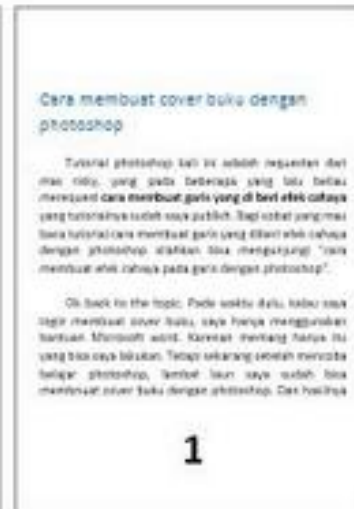 Cara membuat cover buku dengan
photoshop
Tutorial photoshop kali ini adalah requestan dari
mas rizky, yang pada beberapa yang lalu beliau
merequest cara membuat garis yang di beri efek cahaya
yang tutorialnya sudah saya publish. Bagi sobat yang mau
baca tutorial cara membuat garis yang diberi efek cahaya
dengan photoshop silahkan bisa mengunjungi "cara
membuat efek cahaya pada garis dengan photoshop".
Ok back to the topic. Pada waktu dulu, kalau saya
ingin membuat cover buku, saya hanya menggunakan
bantuan Microsoft word. Karena memang hanya itu
yang bisa saya lakukan. Tetapi sekarang setelah mencoba
belajar photoshop, lambat laun saya sudah bisa
membuat cover buku dengan photoshop. Dan hasilnya
1